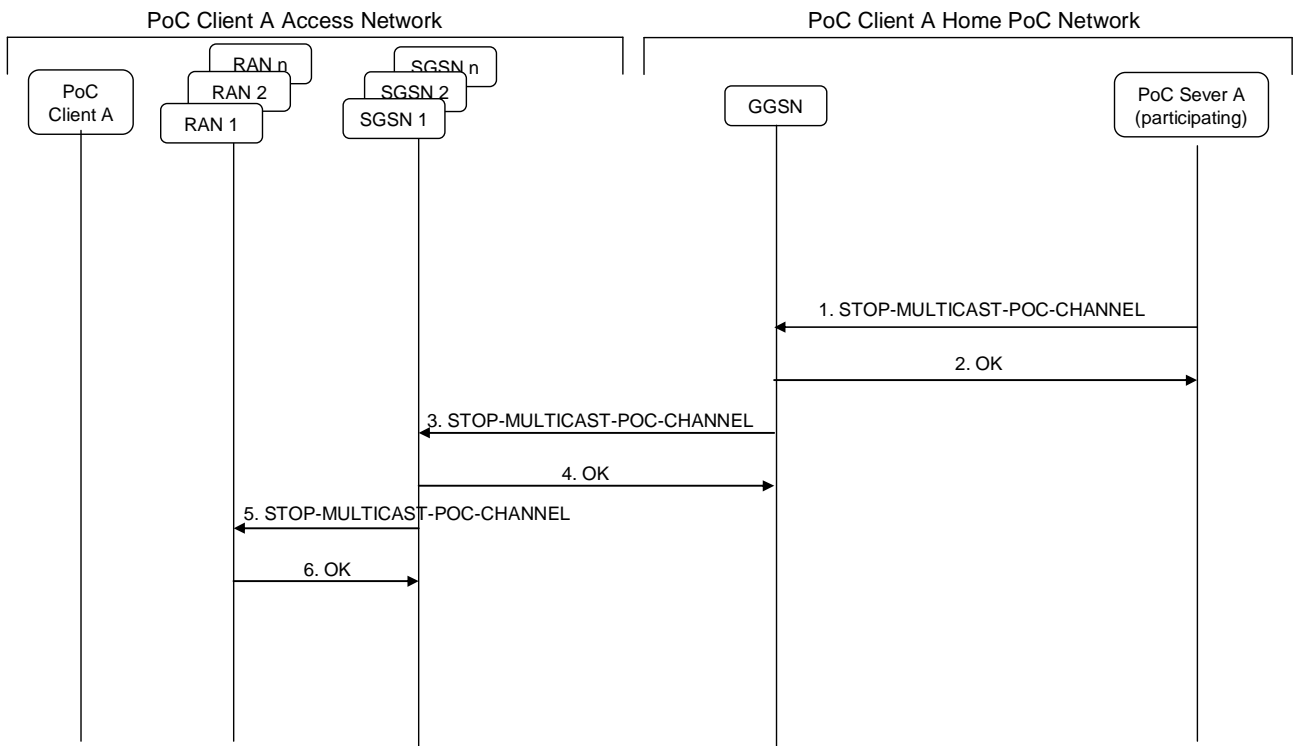 PoC Client A Access Network
PoC Client A Home PoC Network
RAN n
RAN 2
RAN 1
SGSN n
SGSN 2
SGSN 1
PoC
Client A
GGSN
PoC Sever A
(participating)
1. STOP-MULTICAST-POC-CHANNEL
2. OK
3. STOP-MULTICAST-POC-CHANNEL
4. OK
5. STOP-MULTICAST-POC-CHANNEL
6. OK